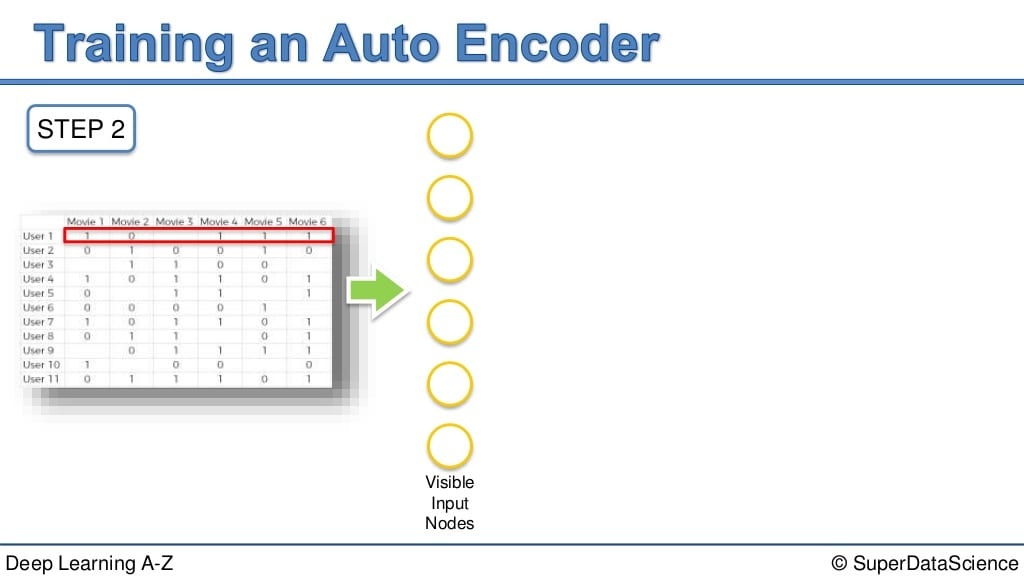 Training an Auto Encoder
STEP 2
Movie 1 Movie 2 Movie 3 Movie 4 Movie 5 Movie 6
User 1 1 0 1 1 1
User 2 0 1 0 0 1 0
User 3 1 1 0 0
User 4 1 0 1 1 0 1
User 5 0 1 1 1
User 6 0 0 0 0 1
User 7 1 0 1 1 0 1
User 8 0 1 1 0 1
User 9 0 1 1 1 1
User 10 1 0 0 0
User 11 0 1 1 1 0 1
Visible
Input
Nodes
Deep Learning A-Z
© SuperDataScience